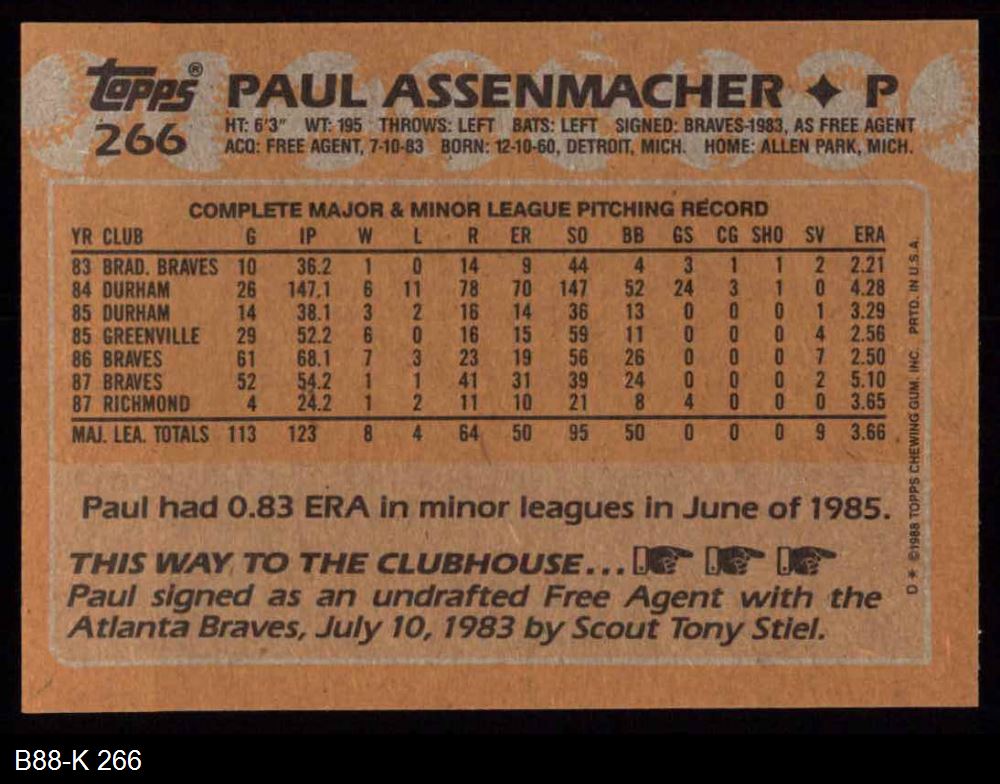 topps® PAUL ASSENMACHER ✦ P
266
HT: 6'3" WT: 195 THROWS: LEFT BATS: LEFT SIGNED: BRAVES-1983, AS FREE AGENT
ACQ: FREE AGENT, 7-10-83 BORN: 12-10-60, DETROIT, MICH. HOME: ALLEN PARK, MICH.
COMPLETE MAJOR & MINOR LEAGUE PITCHING RECORD
YR CLUB G IP W L R ER SO BB GS CG SHO SV ERA
83 BRAD. BRAVES 10 36.2 1 0 14 9 44 4 3 1 1 2 2.21
84 DURHAM 26 147.1 6 11 78 70 147 52 24 3 1 0 4.28
85 DURHAM 14 38.1 3 2 16 14 36 13 0 0 0 1 3.29
85 GREENVILLE 29 52.2 6 0 16 15 59 11 0 0 0 4 2.56
86 BRAVES 61 68.1 7 3 23 19 56 26 0 0 0 7 2.50
87 BRAVES 52 54.2 1 1 41 31 39 24 0 0 0 2 5.10
87 RICHMOND 4 24.2 1 2 11 10 21 8 4 0 0 0 3.65
MAJ. LEA. TOTALS 113 123 8 4 64 50 95 50 0 0 0 9 3.66
Paul had 0.83 ERA in minor leagues in June of 1985.
THIS WAY TO THE CLUBHOUSE...
Paul signed as an undrafted Free Agent with the
Atlanta Braves, July 10, 1983 by Scout Tony Stiel.
D* ©1988 TOPPS CHEWING GUM, INC. PRTD. IN U.S.A.
B88-K 266